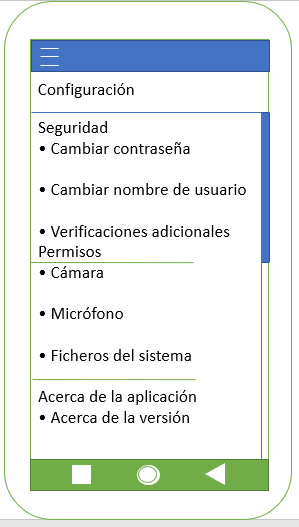 Configuración
Seguridad
• Cambiar contraseña
• Cambiar nombre de usuario
• Verificaciones adicionales
Permisos
• Cámara
• Micrófono
• Ficheros del sistema
Acerca de la aplicación
• Acerca de la versión